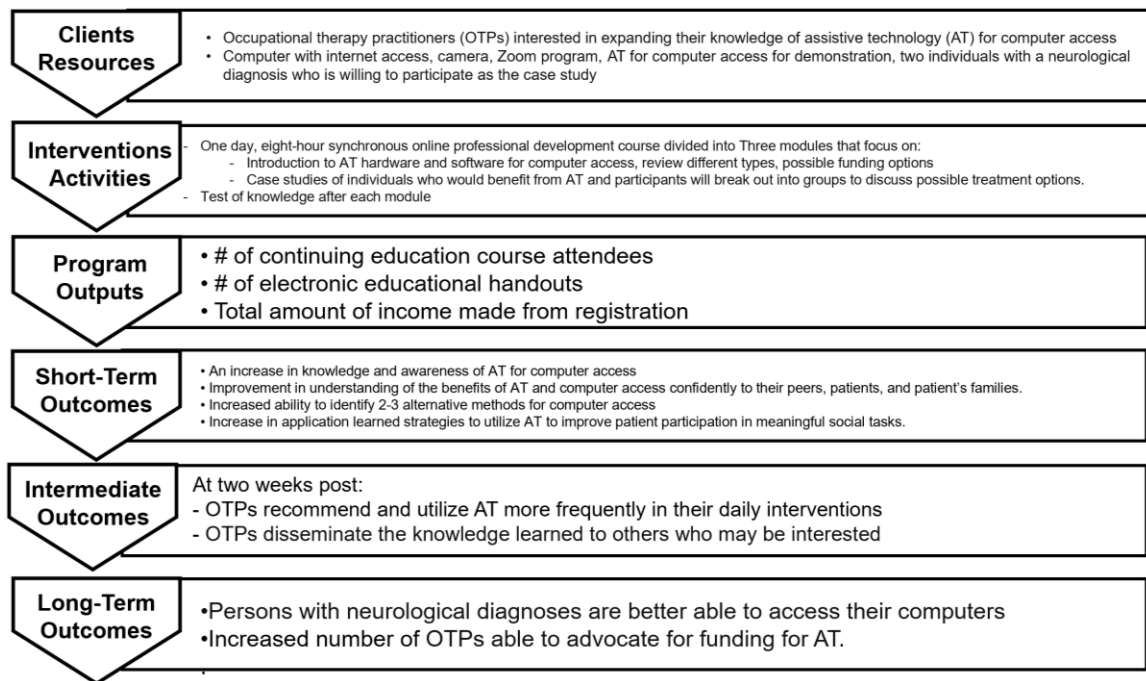 Clients
Resources
• Occupational therapy practitioners (OTPs) interested in expanding their knowledge of assistive technology (AT) for computer access
• Computer with internet access, camera, Zoom program, AT for computer access for demonstration, two individuals with a neurological
diagnosis who is willing to participate as the case study
Interventions
Activities
- One day, eight-hour synchronous online professional development course divided into Three modules that focus on:
- Introduction to AT hardware and software for computer access, review different types, possible funding options
- Case studies of individuals who would benefit from AT and participants will break out into groups to discuss possible treatment options.
- Test of knowledge after each module
Program
Outputs
• # of continuing education course attendees
• # of electronic educational handouts
• Total amount of income made from registration
Short-Term
Outcomes
• An increase in knowledge and awareness of AT for computer access
• Improvement in understanding of the benefits of AT and computer access confidently to their peers, patients, and patient's families.
• Increased ability to identify 2-3 alternative methods for computer access
• Increase in application learned strategies to utilize AT to improve patient participation in meaningful social tasks.
Intermediate
Outcomes
At two weeks post:
- OTPs recommend and utilize AT more frequently in their daily interventions
- OTPs disseminate the knowledge learned to others who may be interested
Long-Term
Outcomes
•Persons with neurological diagnoses are better able to access their computers
•Increased number of OTPs able to advocate for funding for AT.
.